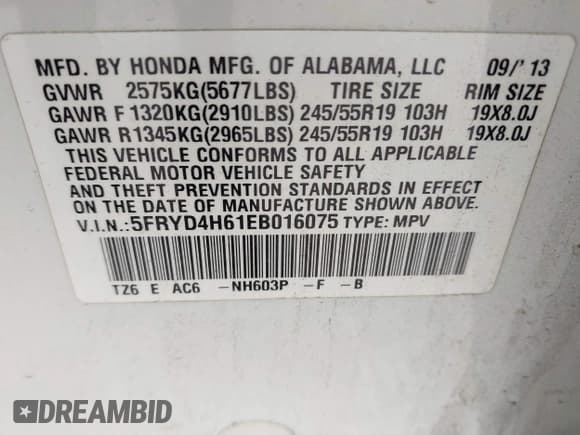 MFD. BY HONDA MFG. OF ALABAMA, LLC 09/' 13
GVWR 2575KG(5677LBS) TIRE SIZE RIM SIZE
GAWR F 1320KG(2910LBS) 245/55R19 103H 19X8.0J
GAWR R1345KG(2965LBS) 245/55R19 103H 19X8.0J
THIS VEHICLE CONFORMS TO ALL APPLICABLE
FEDERAL MOTOR VEHICLE SAFETY
AND THEFT PREVENTION STANDARDS IN EFFECT
ON THE DATE OF MANUFACTURE SHOWN ABOVE.
V.I.N.:5FRYD4H61EB016075 TYPE: MPV
TZ6 E AC6 -NH603P -F -B
DREAMBID